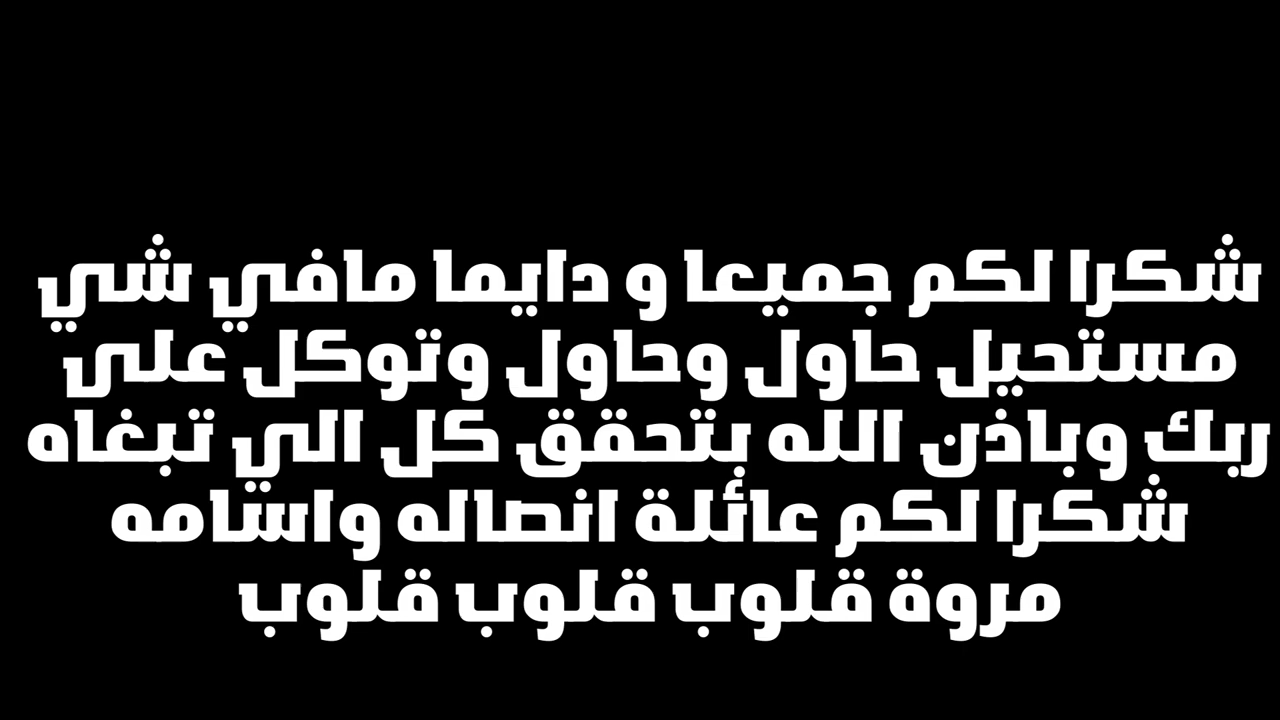 شكرا لكم جميعا و دايما مافي شي
مستحيل حاول وحاول وتوكل على
ربك وباذن الله بتحقق كل الي تبغاه
شكرا لكم عائلة انصاله واسامه
مروة قلوب قلوب قلوب